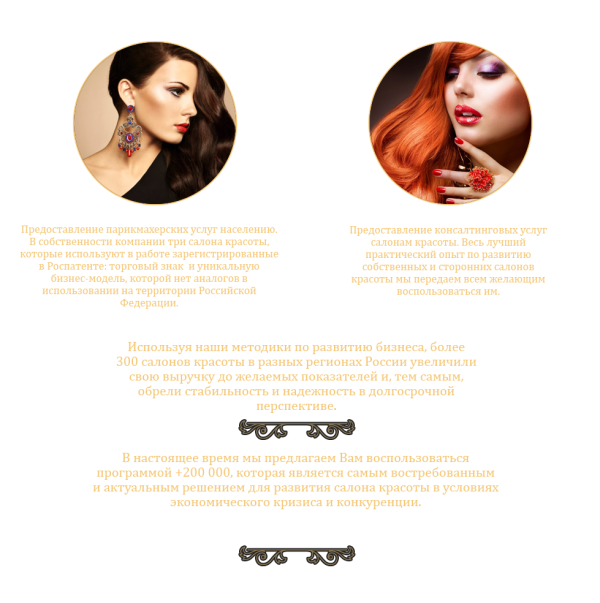 Предоставление парикмахерских услуг населению.
В собственности компании три салона красоты,
которые используют в работе зарегистрированные
в Роспатенте: торговый знак и уникальную
бизнес-модель, которой нет аналогов в
использовании на территории Российской
Федерации.
Предоставление консалтинговых услуг
салонам красоты. Весь лучший
практический опыт по развитию
собственных и сторонних салонов
красоты мы передаем всем желающим
воспользоваться им.
Используя наши методики по развитию бизнеса, более
300 салонов красоты в разных регионах России увеличили
свою выручку до желаемых показателей и, тем самым,
обрели стабильность и надежность в долгосрочной
перспективе.
В настоящее время мы предлагаем Вам воспользоваться
программой +200 000, которая является самым востребованным
и актуальным решением для развития салона красоты в условиях
экономического кризиса и конкуренции.